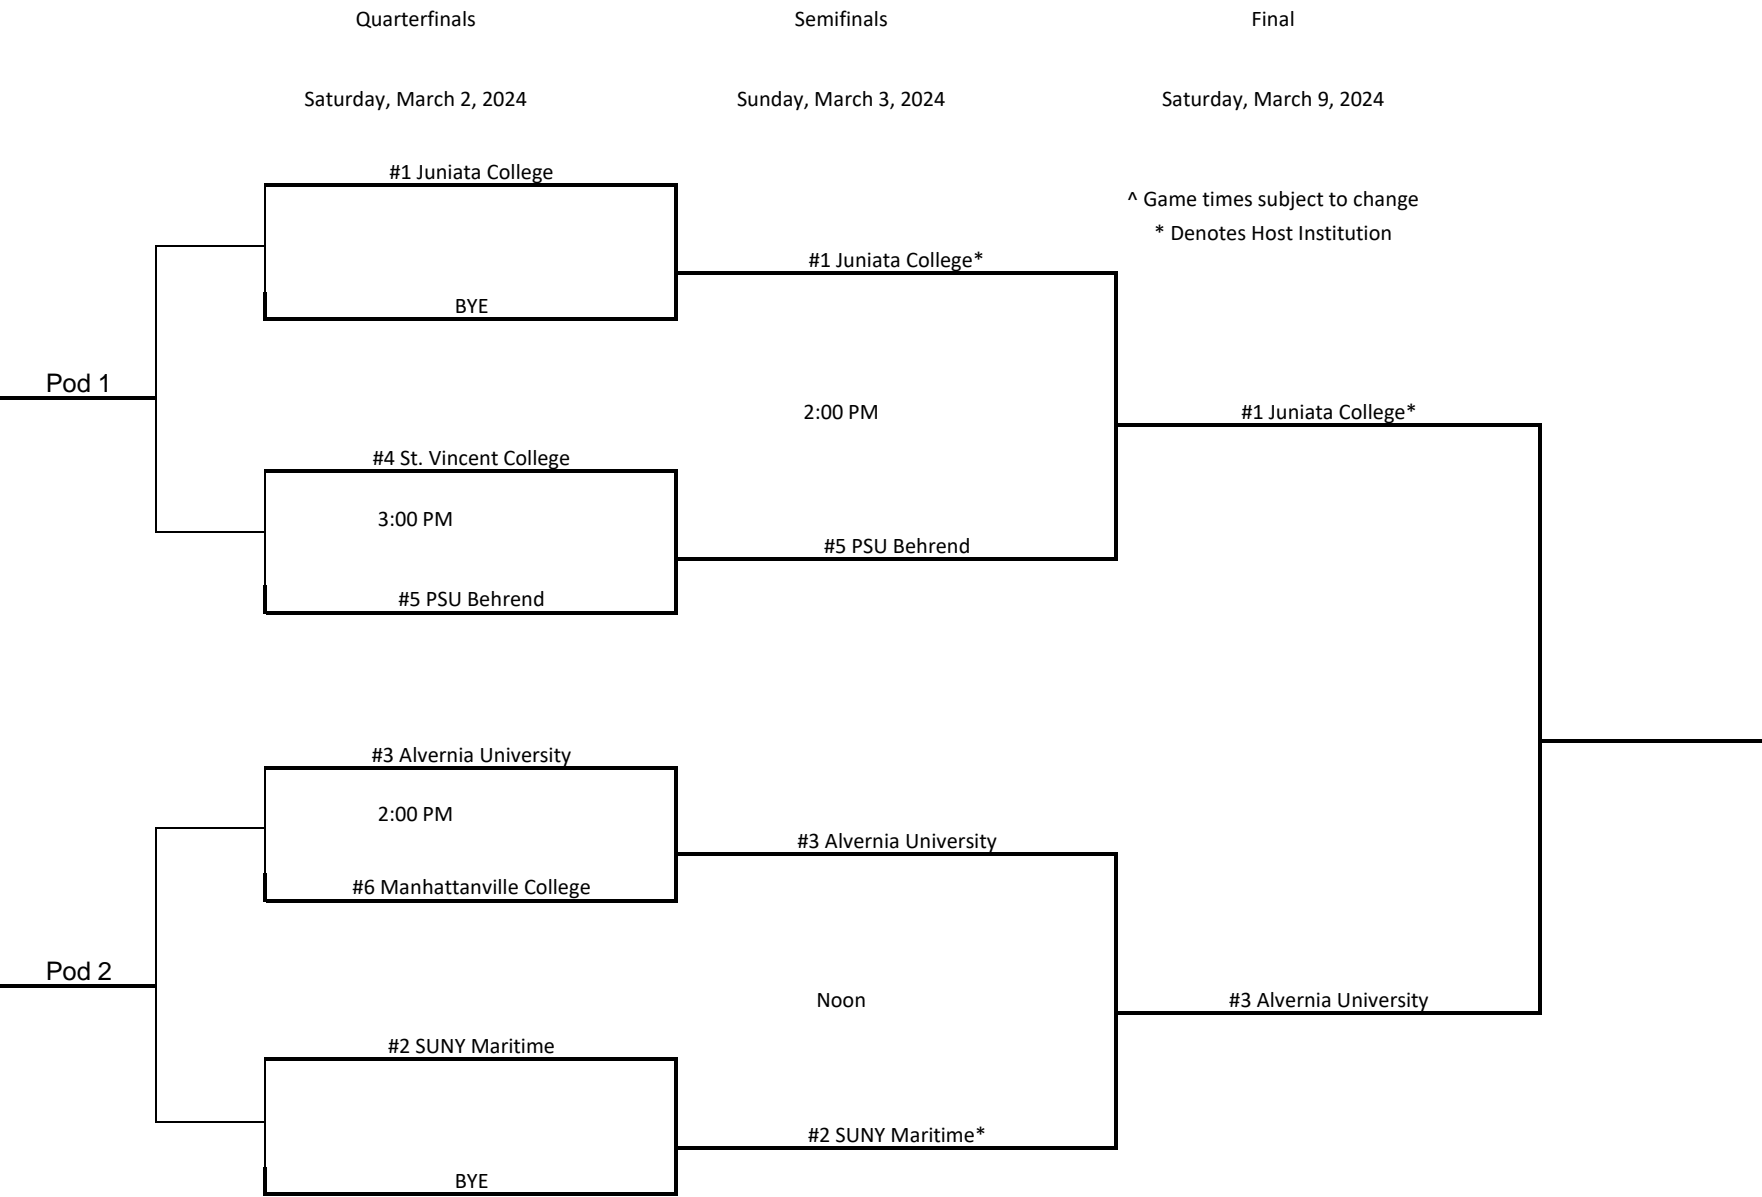 Quarterfinals
Semifinals
Final
Saturday, March 2, 2024
Sunday, March 3, 2024
Saturday, March 9, 2024
#1 Juniata College
^ Game times subject to change
* Denotes Host Institution
#1 Juniata College*
BYE
Pod 1
2:00 PM
#1 Juniata College*
#4 St. Vincent College
3:00 PM
#5 PSU Behrend
#5 PSU Behrend
#3 Alvernia University
2:00 PM
#3 Alvernia University
#6 Manhattanville College
Pod 2
Noon
#3 Alvernia University
#2 SUNY Maritime
#2 SUNY Maritime*
BYE